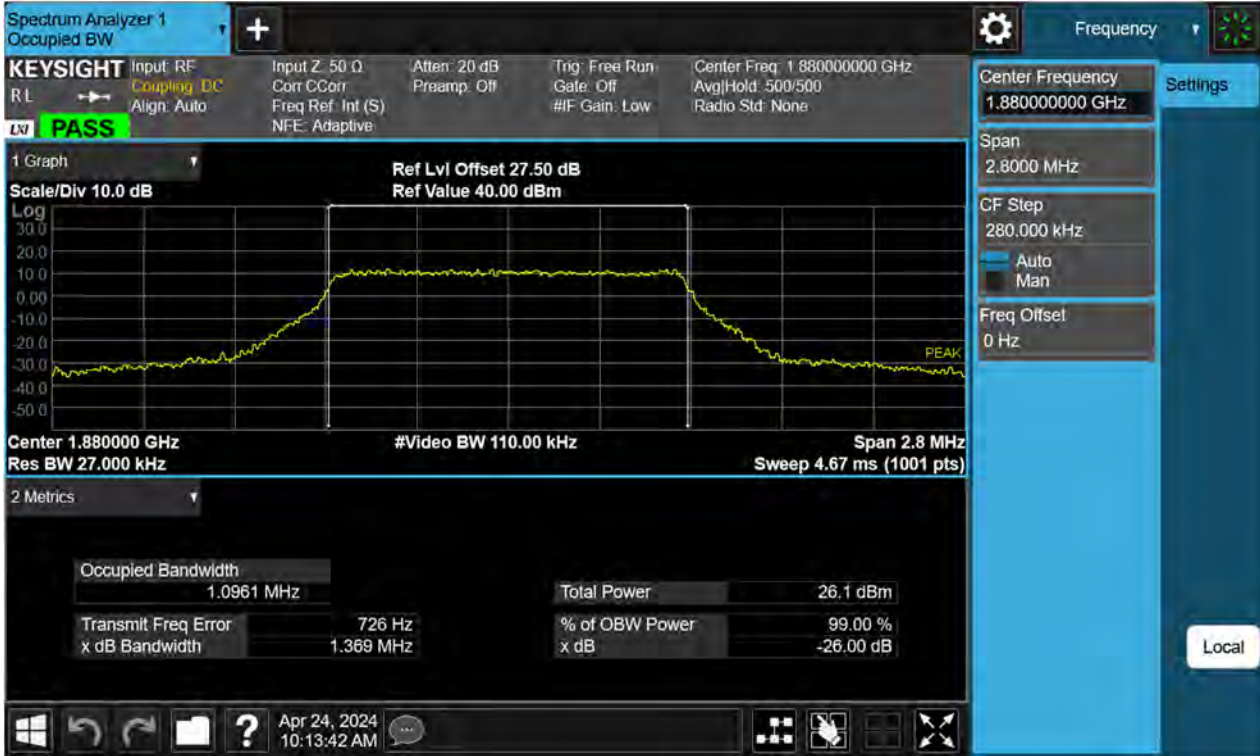 Spectrum Analyzer 1
Occupied BW
+
Frequency
KEYSIGHT Input: RF Input Z: 50 Ω Atten: 20 dB Trig: Free Run Center Freq: 1.880000000 GHz
RL Coupling: DC Corr CCorr Preamp: Off Gate: Off Avg|Hold: 500/500
Align: Auto Freq Ref: Int (S) #IF Gain: Low Radio Std: None
LXI PASS NFE: Adaptive
Center Frequency
1.880000000 GHz
Settings
Span
2.8000 MHz
CF Step
280.000 kHz
Auto
Man
Freq Offset
0 Hz
Local
1 Graph
Ref Lvl Offset 27.50 dB
Scale/Div 10.0 dB Ref Value 40.00 dBm
Log
30.0
20.0
10.0
0.00
-10.0
-20.0
-30.0
-40.0
-50.0
PEAK
Center 1.880000 GHz #Video BW 110.00 kHz Span 2.8 MHz
Res BW 27.000 kHz Sweep 4.67 ms (1001 pts)
2 Metrics
Occupied Bandwidth
1.0961 MHz Total Power 26.1 dBm
Transmit Freq Error 726 Hz % of OBW Power 99.00 %
x dB Bandwidth 1.369 MHz x dB -26.00 dB
? Apr 24, 2024
10:13:42 AM